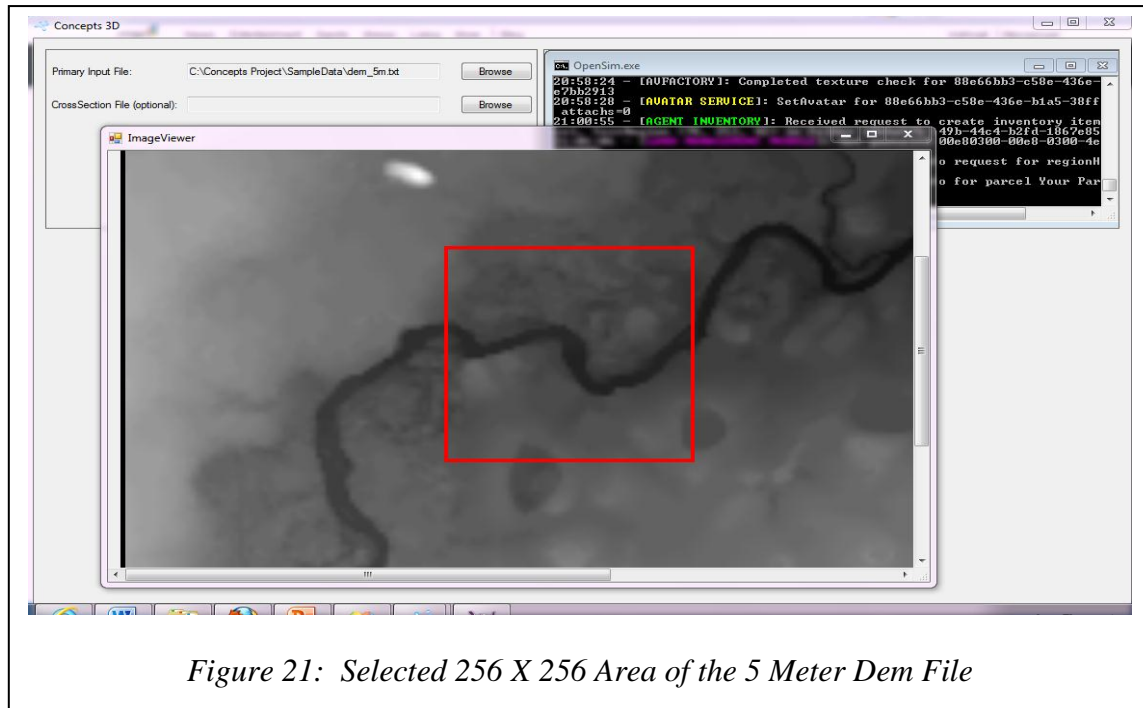 Concepts 3D
Primary Input File: C:\Concepts Project\SampleData\dem_5m.txt Browse
CrossSection File (optional): Browse
OpenSim.exe
20:58:24 - [AVFACTORY]: Completed texture check for 88e66bb3-c58e-436e-
e7bb2913
20:58:28 - [AVATAR SERVICE]: SetAvatar for 88e66bb3-c58e-436e-b1a5-38ff
attachs=0
21:00:55 - [AGENT INVENTORY]: Received request to create inventory item
49b-44c4-b2fd-1867e85
00e80300-00e8-0300-4e
o request for regionH
o for parcel Your Par
ImageViewer
Figure 21: Selected 256 X 256 Area of the 5 Meter Dem File